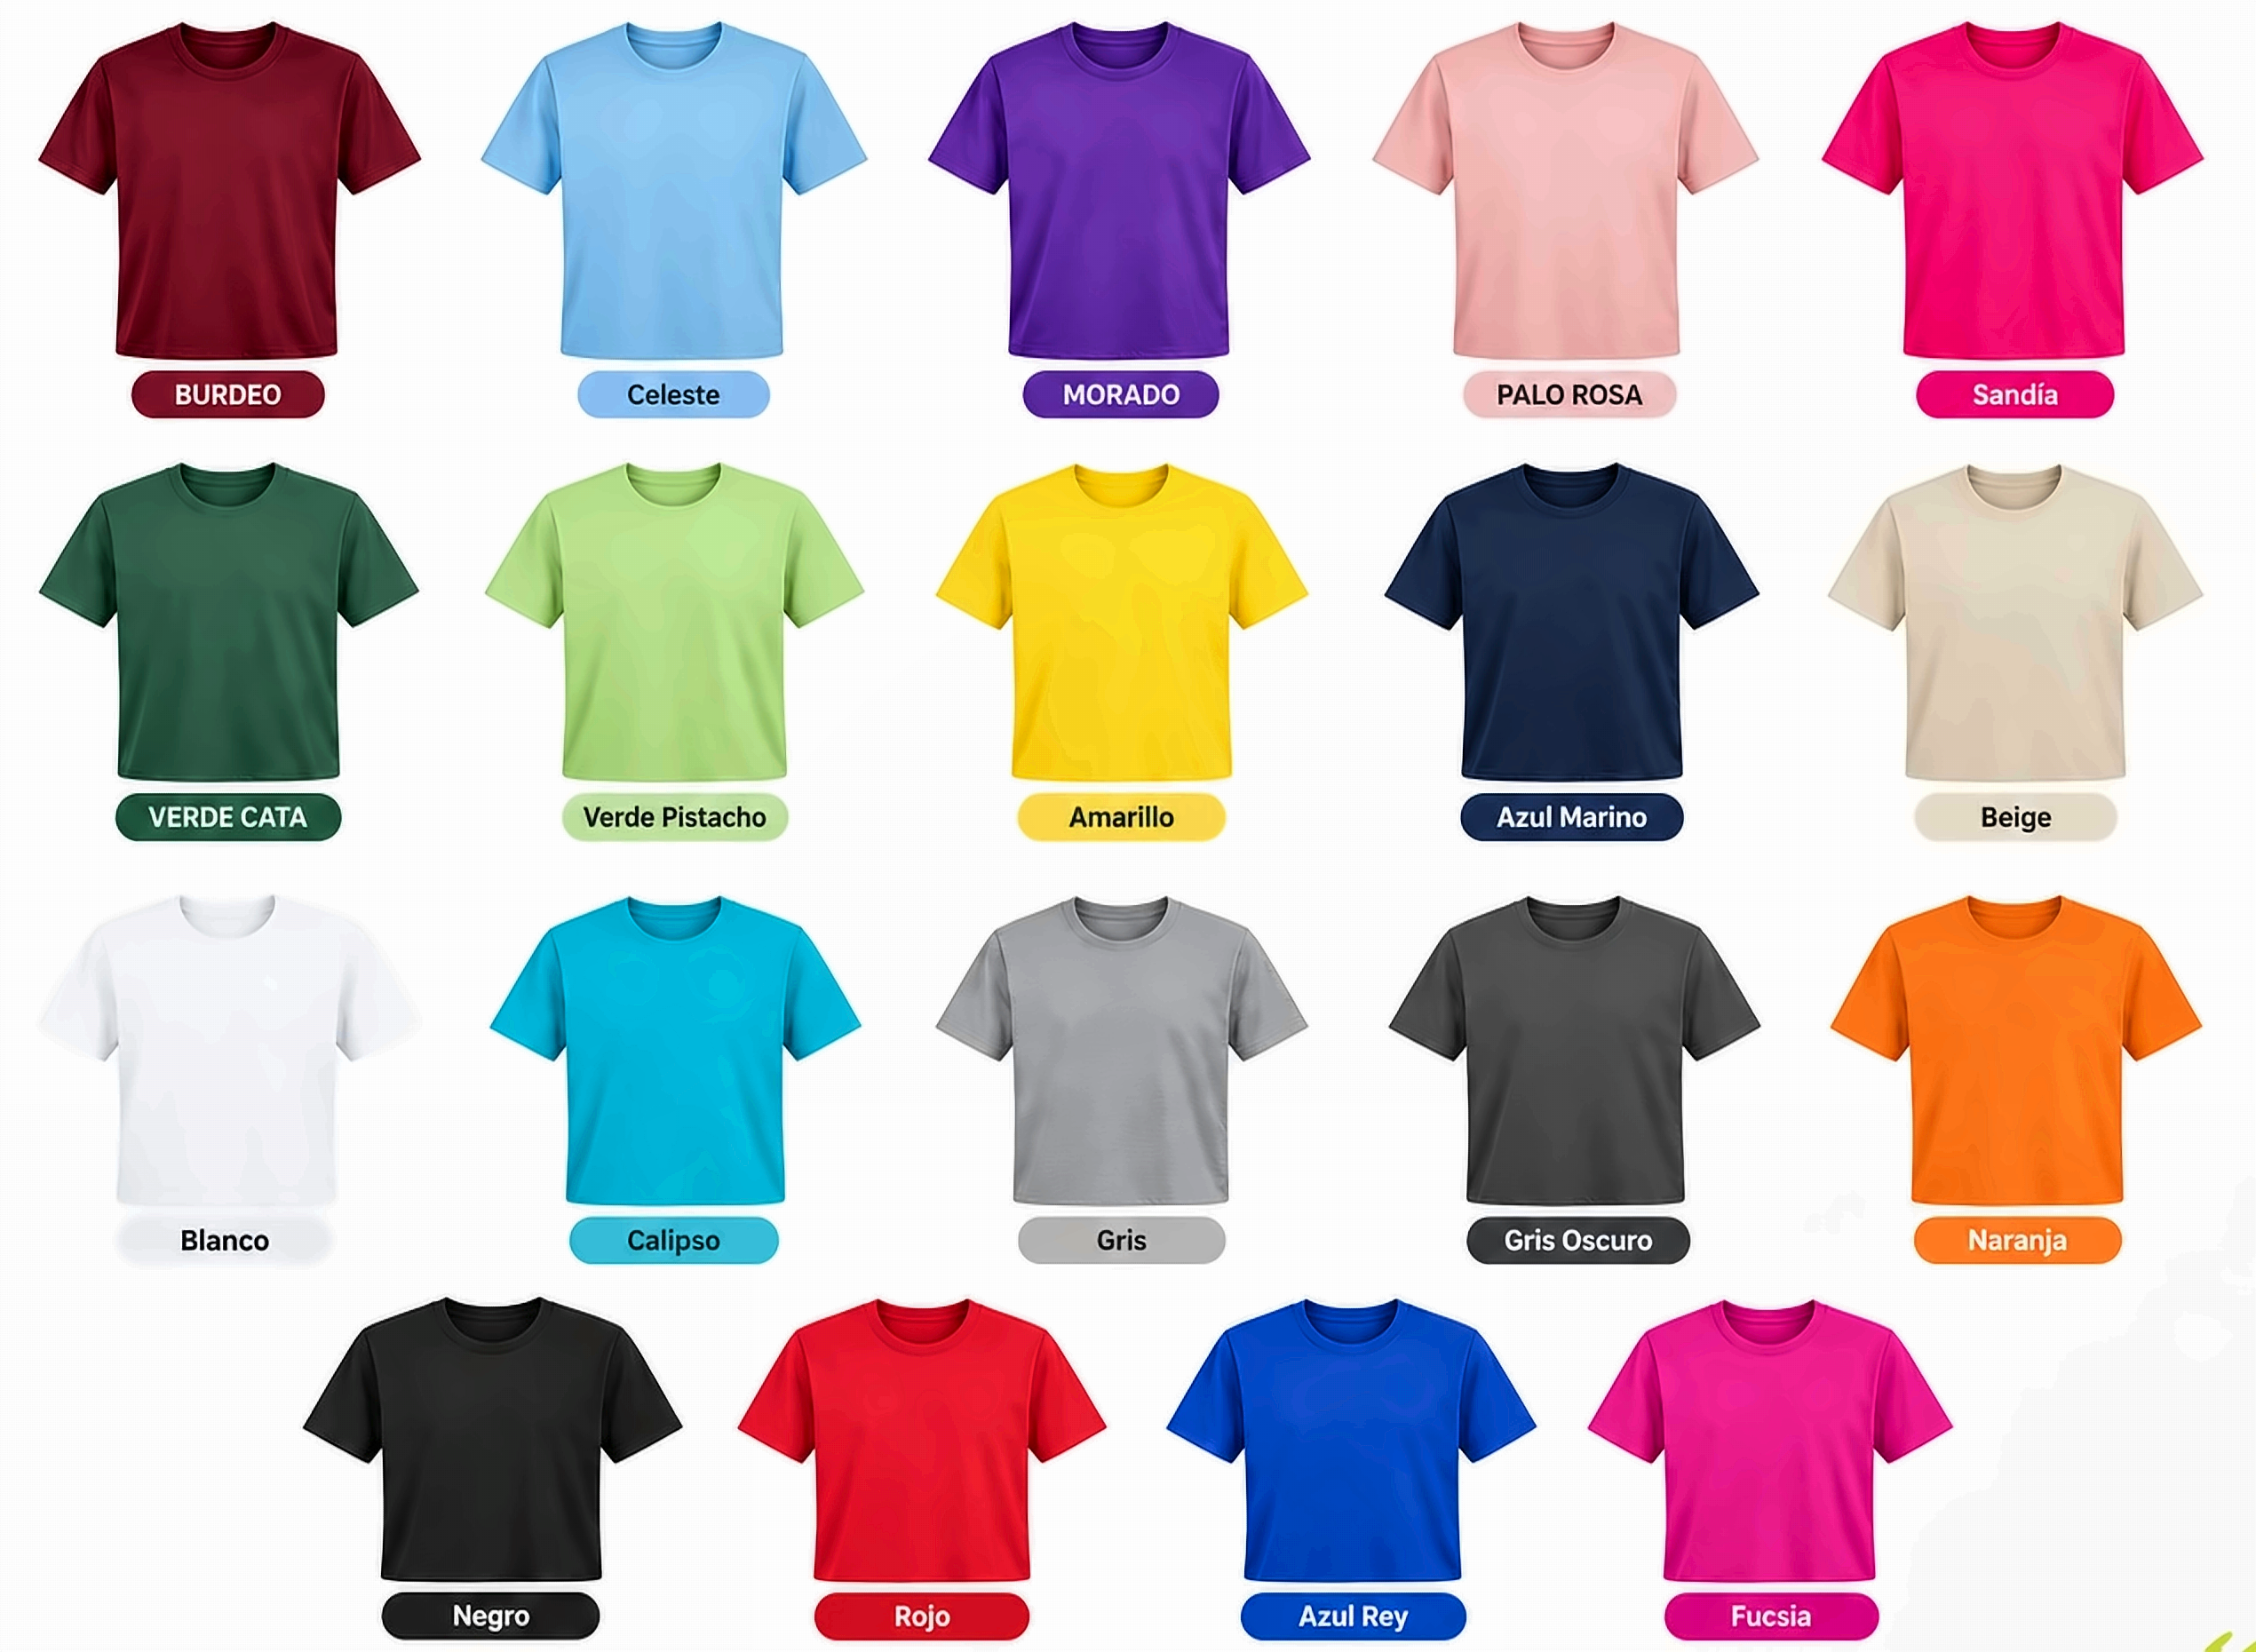 BURDEO
Celeste
MORADO
PALO ROSA
Sandía
VERDE CATA
Verde Pistacho
Amarillo
Azul Marino
Beige
Blanco
Calipso
Gris
Gris Oscuro
Naranja
Negro
Rojo
Azul Rey
Fucsia